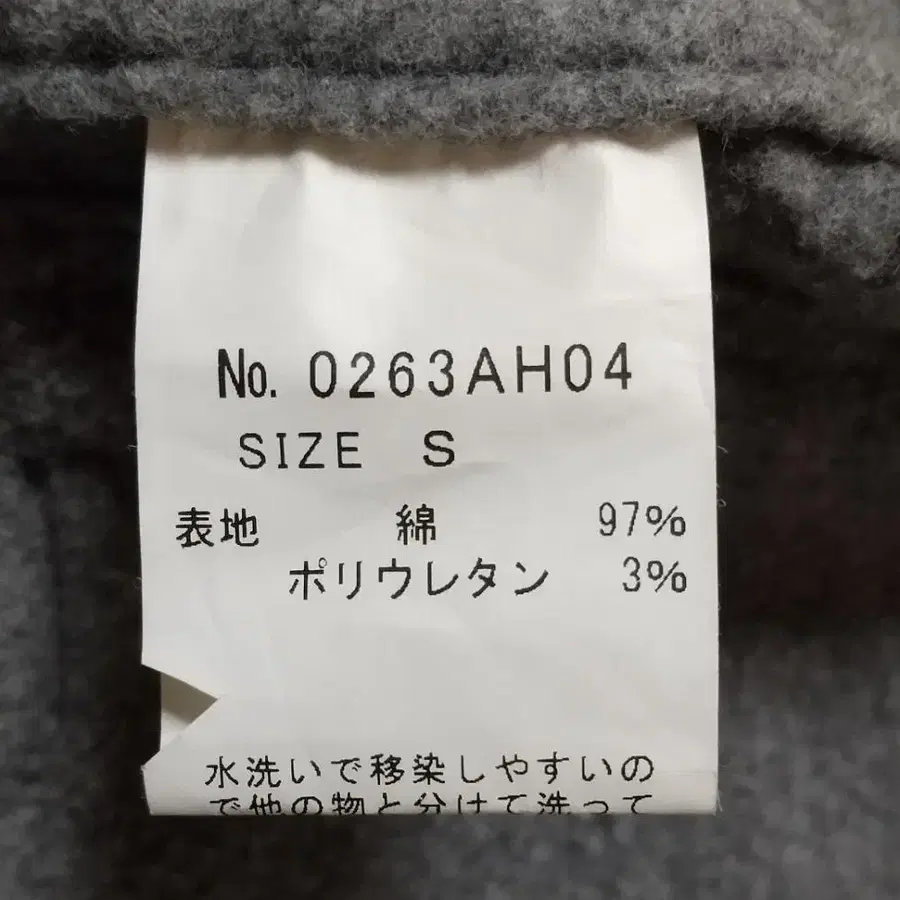 No. 0263AH04
SIZE S
表地 綿 97%
ポリウレタン 3%
水洗いで移染しやすいの
で他の物と分けて洗って